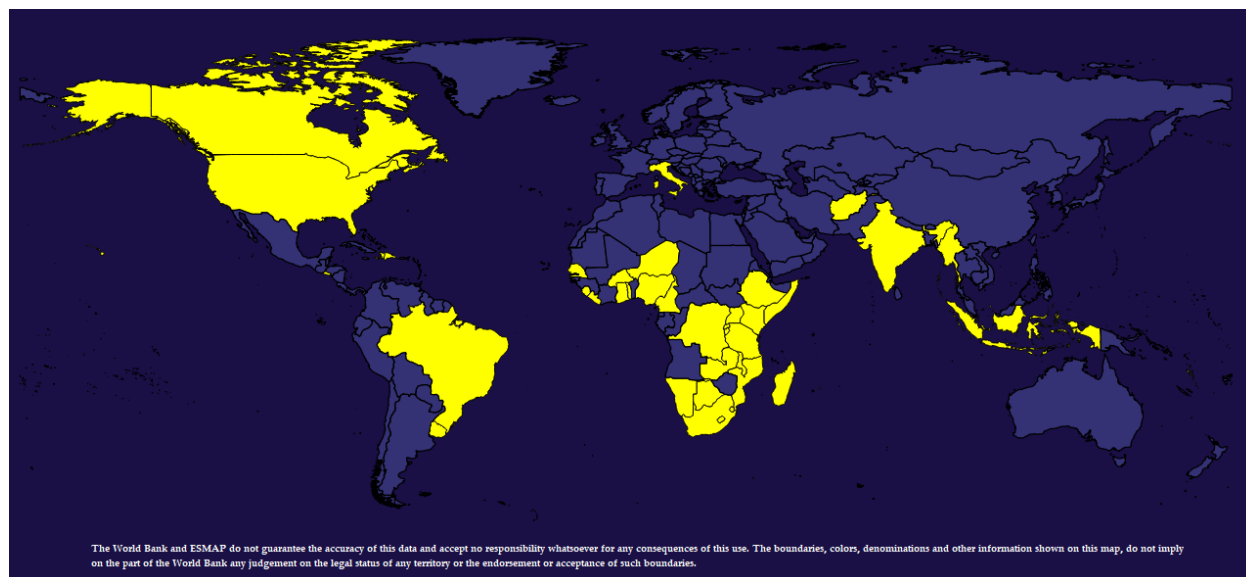 The World Bank and ESMAP do not guarantee the accuracy of this data and accept no responsibility whatsoever for any consequences of this use. The boundaries, colors, denominations and other information shown on this map, do not imply
on the part of the World Bank any judgement on the legal status of any territory or the endorsement or acceptance of such boundaries.